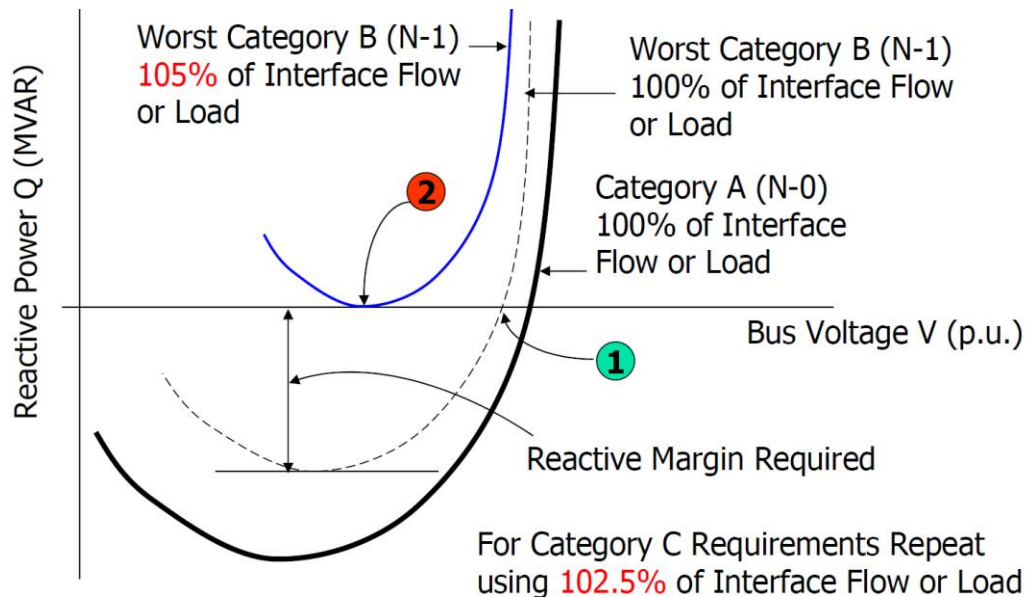 Reactive Power Q (MVAR)
Worst Category B (N-1)
105% of Interface Flow
or Load
Worst Category B (N-1)
100% of Interface Flow
or Load
Category A (N-0)
100% of Interface
Flow or Load
2
Bus Voltage V (p.u.)
1
Reactive Margin Required
For Category C Requirements Repeat
using 102.5% of Interface Flow or Load